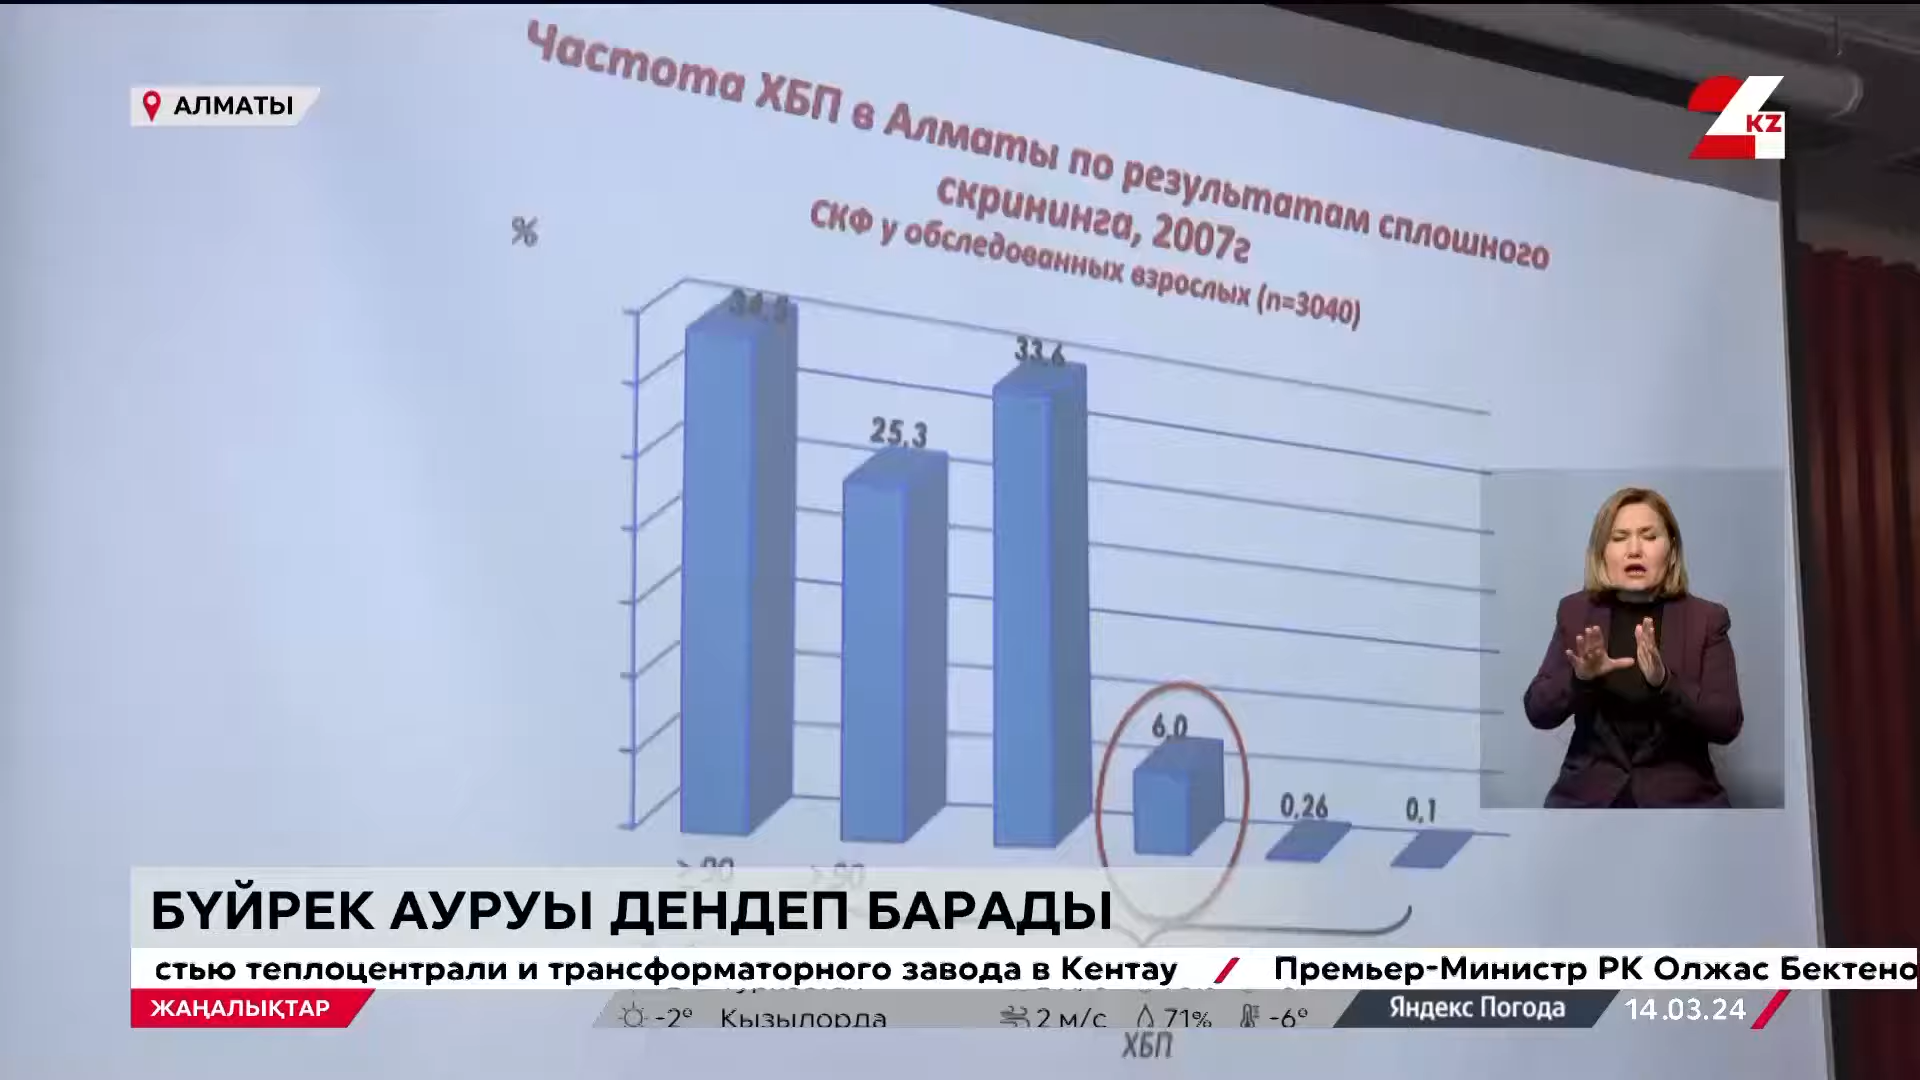 Частота ХБП в Алматы по результатам сплошного
скрининга, 2007г
СКФ у обследованных взрослых (n=3040)
АЛМАТЫ
KZ
%
34,5
33,6
25,3
6,0
0,26
0,1
БҮЙРЕК АУРУЫ ДЕНДЕП БАРАДЫ
стью теплоцентрали и трансформаторного завода в Кентау / Премьер-Министр РК Олжас Бектено
ЖАҢАЛЫҚТАР
-2° Кызылорда 2 м/с 71% -6°
Яндекс Погода
14.03.24
ХБП